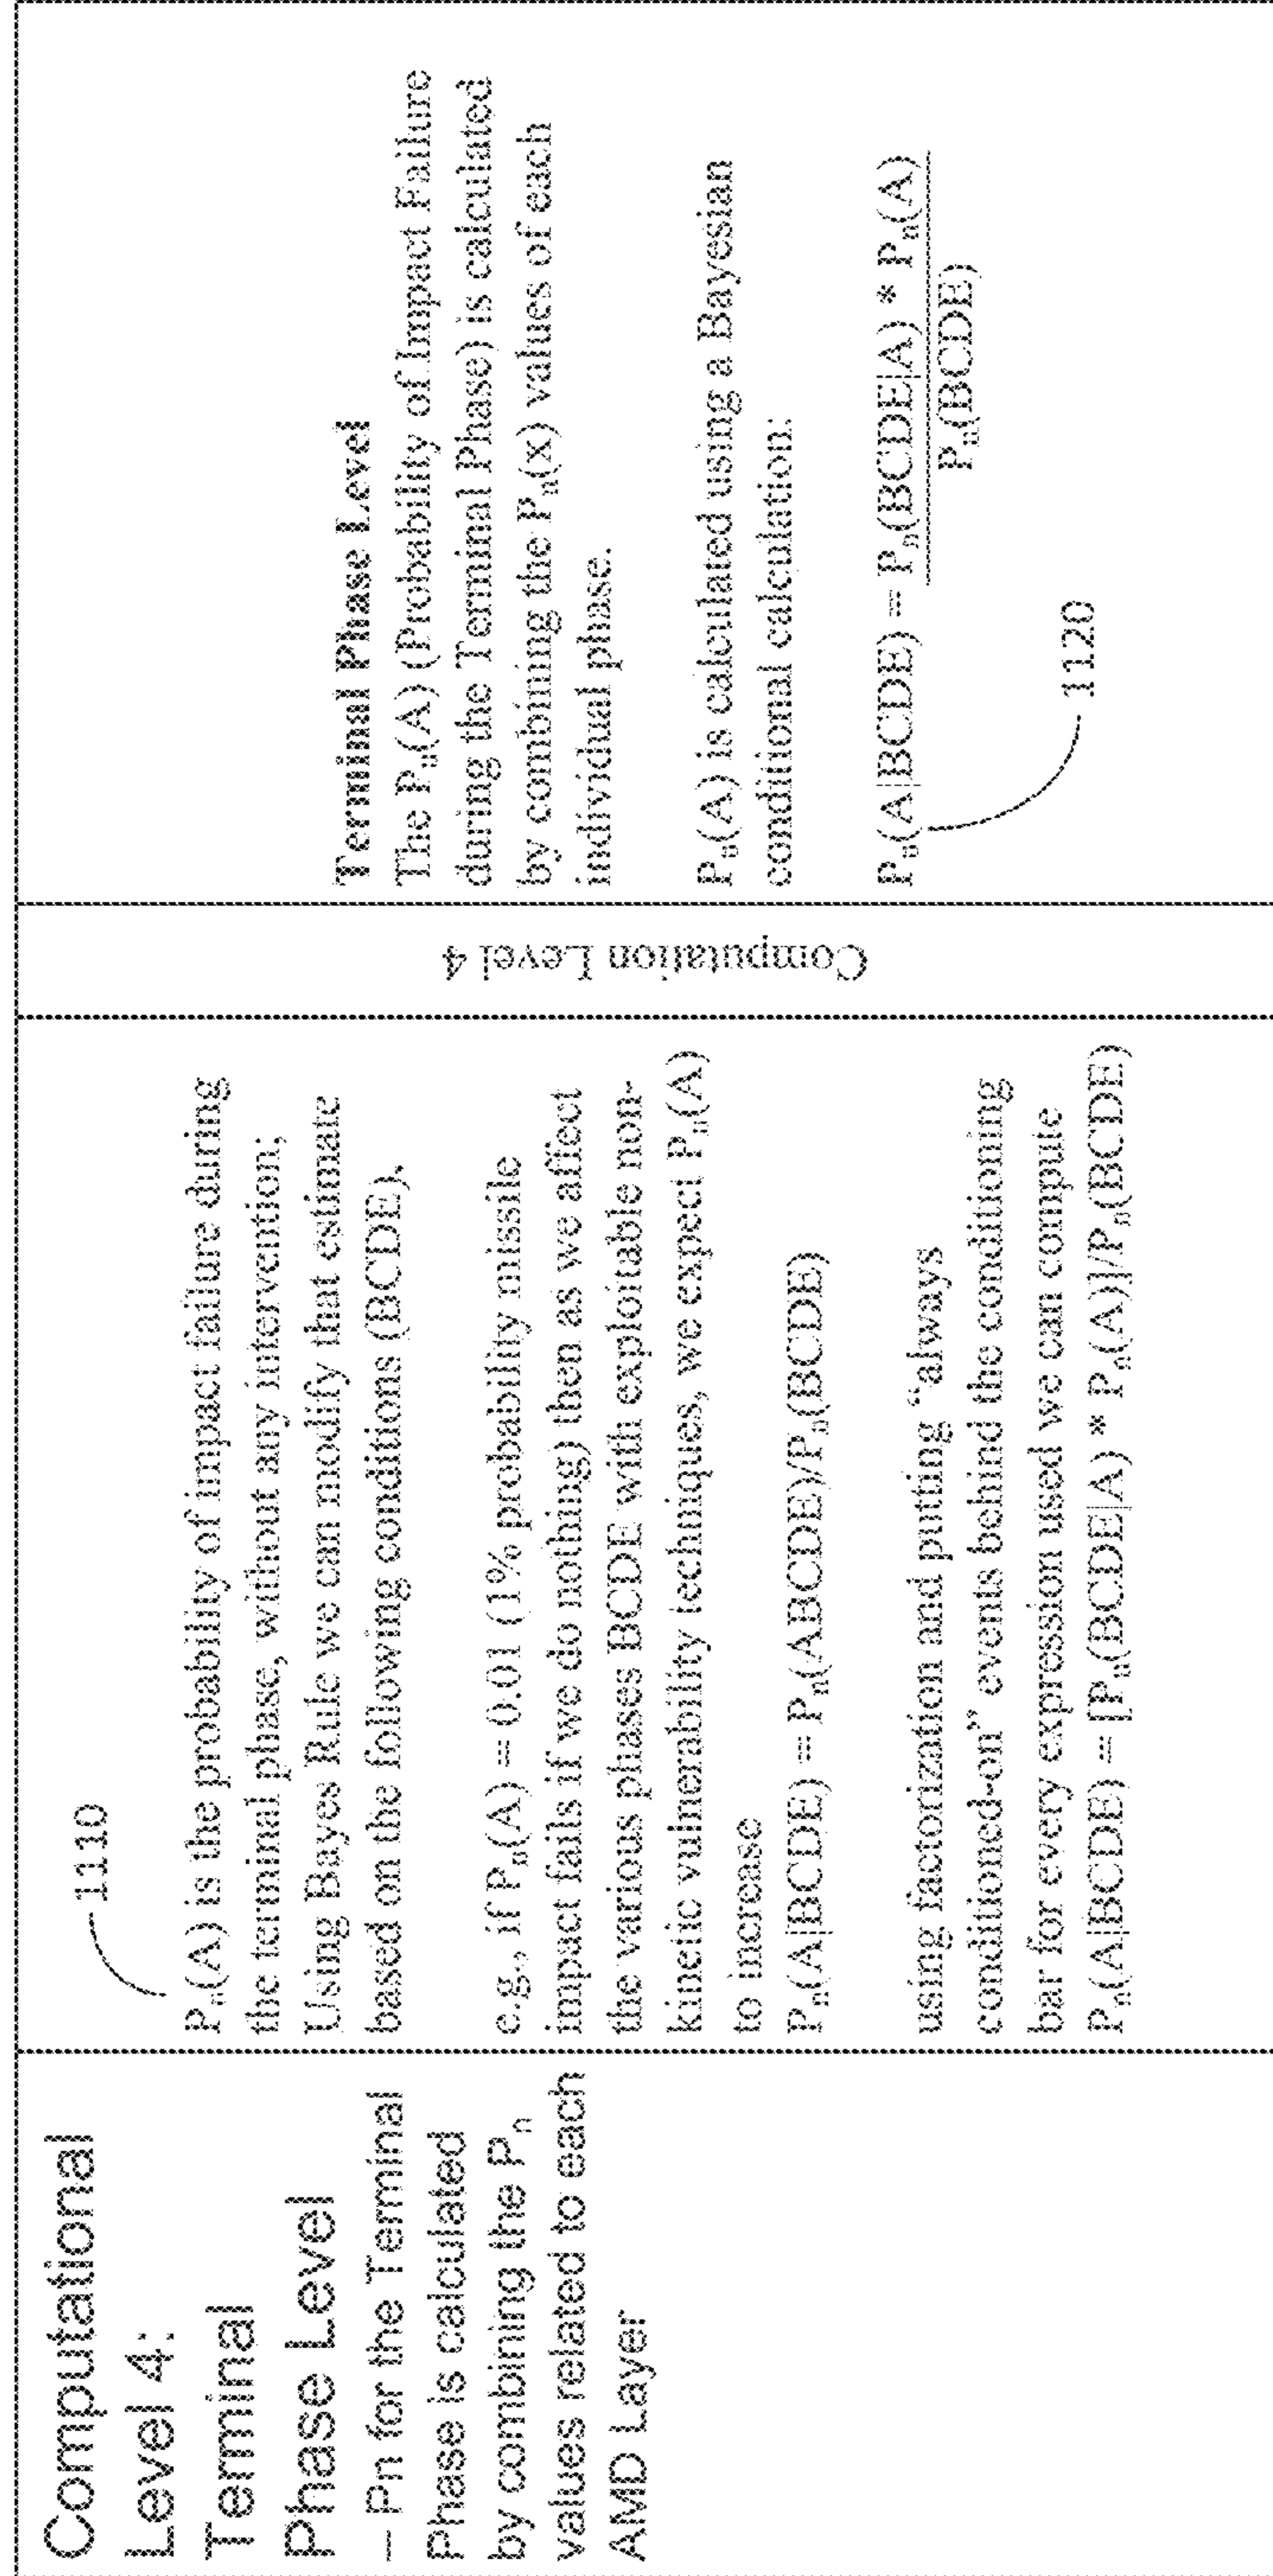 Computational
Level 4:
Terminal
Phase Level
– Pn for the Terminal
Phase is calculated
by combining the Pₙ
values related to each
AMD Layer
1110
Pₙ(A) is the probability of impact failure during
the terminal phase, without any intervention;
Using Bayes Rule we can modify that estimate
based on the following conditions (BCDE).
e.g., if Pₙ(A) = 0.01 (1% probability missile
impact fails if we do nothing) then as we affect
the various phases BCDE with exploitable non-
kinetic vulnerability techniques, we expect Pₙ(A)
to increase
Pₙ(A|BCDE) = Pₙ(ABCDE)/Pₙ(BCDE)
using factorization and putting “always
conditioned-on” events behind the conditioning
bar for every expression used we can compute
Pₙ(A|BCDE) = [Pₙ(BCDE|A) * Pₙ(A)]/Pₙ(BCDE)
Computation Level 4
Terminal Phase Level
The Pₙ(A) (Probability of Impact Failure
during the Terminal Phase) is calculated
by combining the Pₙ(x) values of each
individual phase.
Pₙ(A) is calculated using a Bayesian
conditional calculation:
Pₙ(A|BCDE) = Pₙ(BCDE|A) * Pₙ(A)
Pₙ(BCDE)
1120